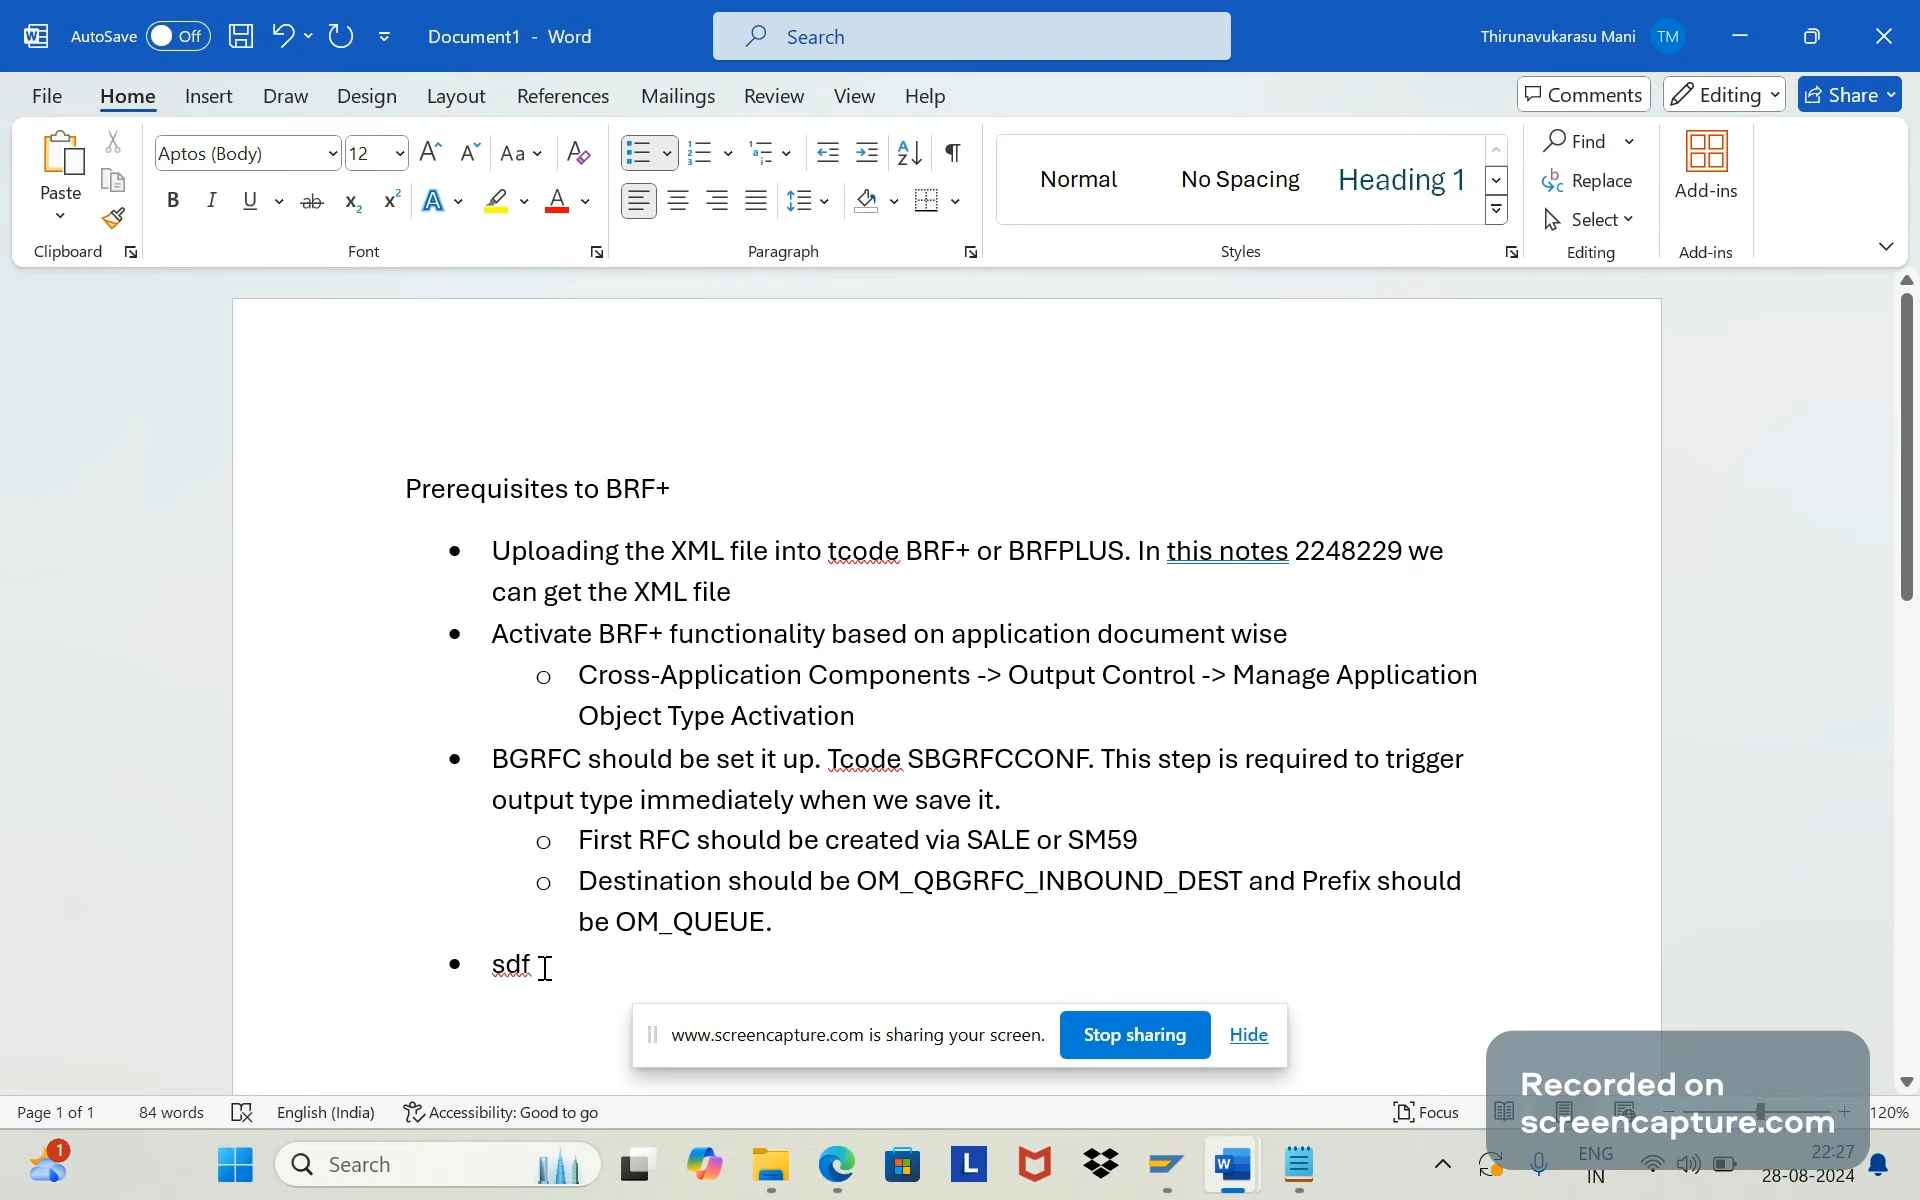 AutoSave Off Document1 - Word Search Thirunavukarasu Mani TM
File Home Insert Draw Design Layout References Mailings Review View Help Comments Editing Share
Paste Aptos (Body) 12 Aa Normal No Spacing Heading 1 Find Replace Select Add-ins
Clipboard Font Paragraph Styles Editing Add-ins
Prerequisites to BRF+
• Uploading the XML file into tcode BRF+ or BRFPLUS. In this notes 2248229 we
can get the XML file
• Activate BRF+ functionality based on application document wise
o Cross-Application Components -> Output Control -> Manage Application
Object Type Activation
• BGRFC should be set it up. Tcode SBGRFCCONF. This step is required to trigger
output type immediately when we save it.
o First RFC should be created via SALE or SM59
o Destination should be OM_QBGRFC_INBOUND_DEST and Prefix should
be OM_QUEUE.
• sdf
www.screencapture.com is sharing your screen. Stop sharing Hide
Recorded on
screencapture.com
Page 1 of 1 84 words English (India) Accessibility: Good to go Focus 120%
1 Search ENG
IN
22:27
28-08-2024